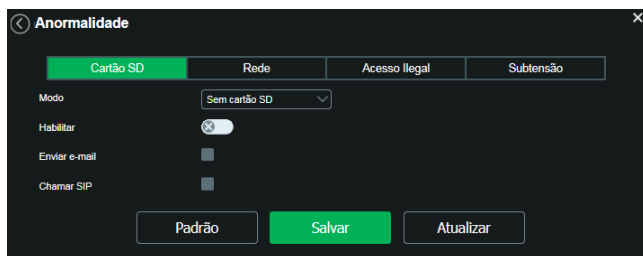 Anormalidade
Cartão SD Rede Acesso Ilegal Subtensão
Modo Sem cartão SD
Habilitar
Enviar e-mail
Chamar SIP
Padrão Salvar Atualizar